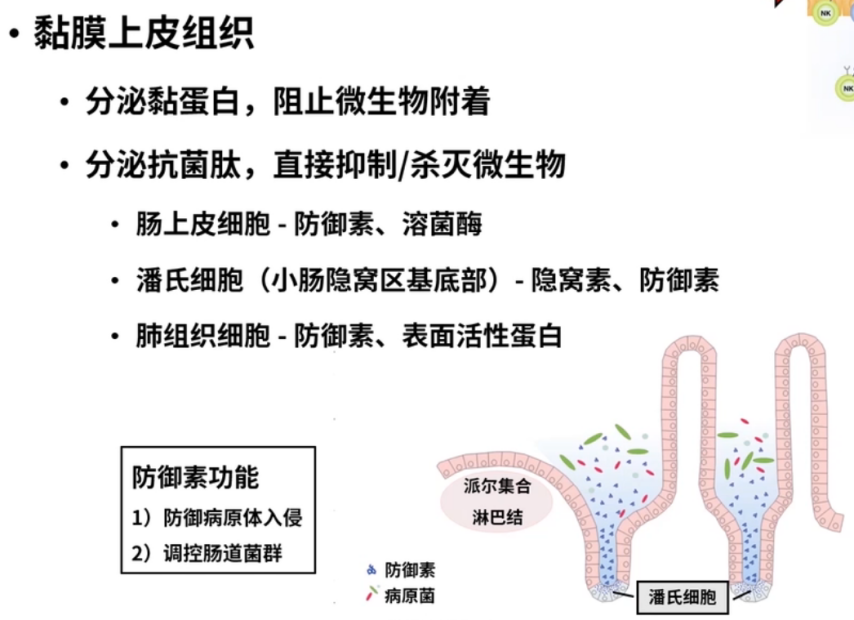 NK
• 黏膜上皮组织
NK
• 分泌黏蛋白，阻止微生物附着
• 分泌抗菌肽，直接抑制/杀灭微生物
• 肠上皮细胞 - 防御素、溶菌酶
• 潘氏细胞（小肠隐窝区基底部）- 隐窝素、防御素
• 肺组织细胞 - 防御素、表面活性蛋白
防御素功能
1）防御病原体入侵
2）调控肠道菌群
派尔集合
淋巴结
防御素
病原菌
潘氏细胞